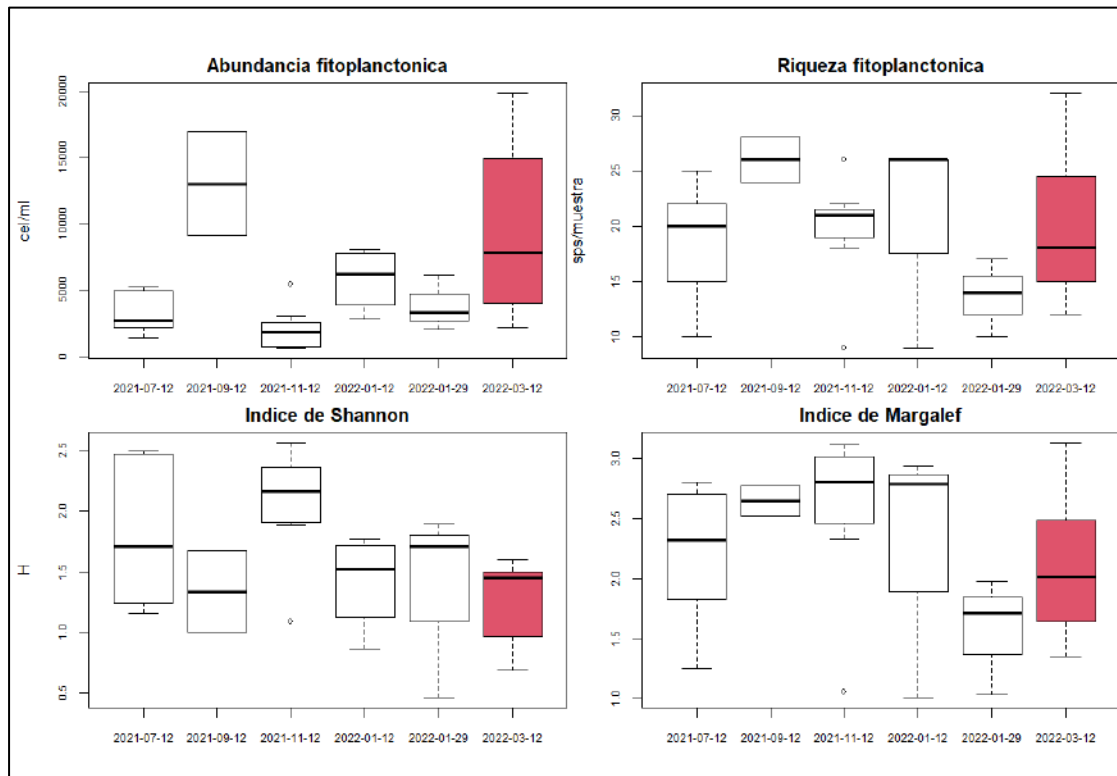 Abundancia fitoplanctonica
cel/ml
20000
15000
10000
5000
0
2021-07-12 2021-09-12 2021-11-12 2022-01-12 2022-01-29 2022-03-12
Riqueza fitoplanctonica
sps/muestra
30
25
20
15
10
2021-07-12 2021-09-12 2021-11-12 2022-01-12 2022-01-29 2022-03-12
Indice de Shannon
H
2.5
2.0
1.5
1.0
0.5
2021-07-12 2021-09-12 2021-11-12 2022-01-12 2022-01-29 2022-03-12
Indice de Margalef
3.0
2.5
2.0
1.5
1.0
2021-07-12 2021-09-12 2021-11-12 2022-01-12 2022-01-29 2022-03-12